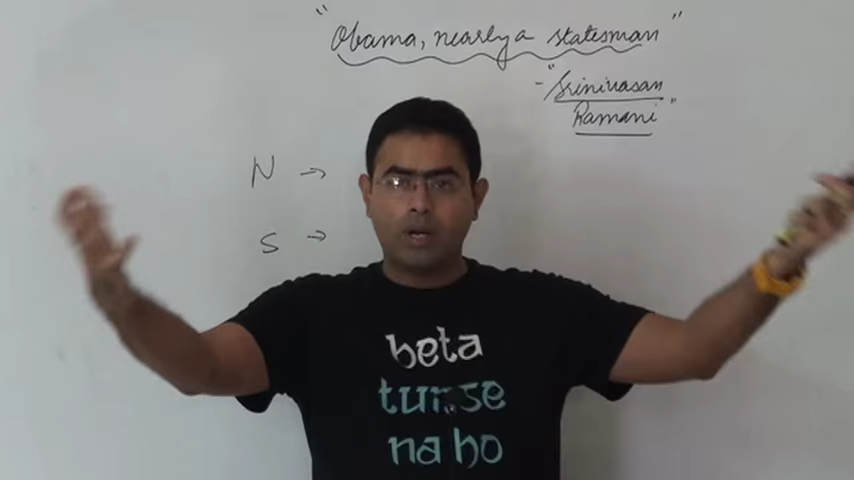 "Obama, nearly a statesman"
- "Srinivasan
Ramani"
N →
S →
beta
tumse
na ho